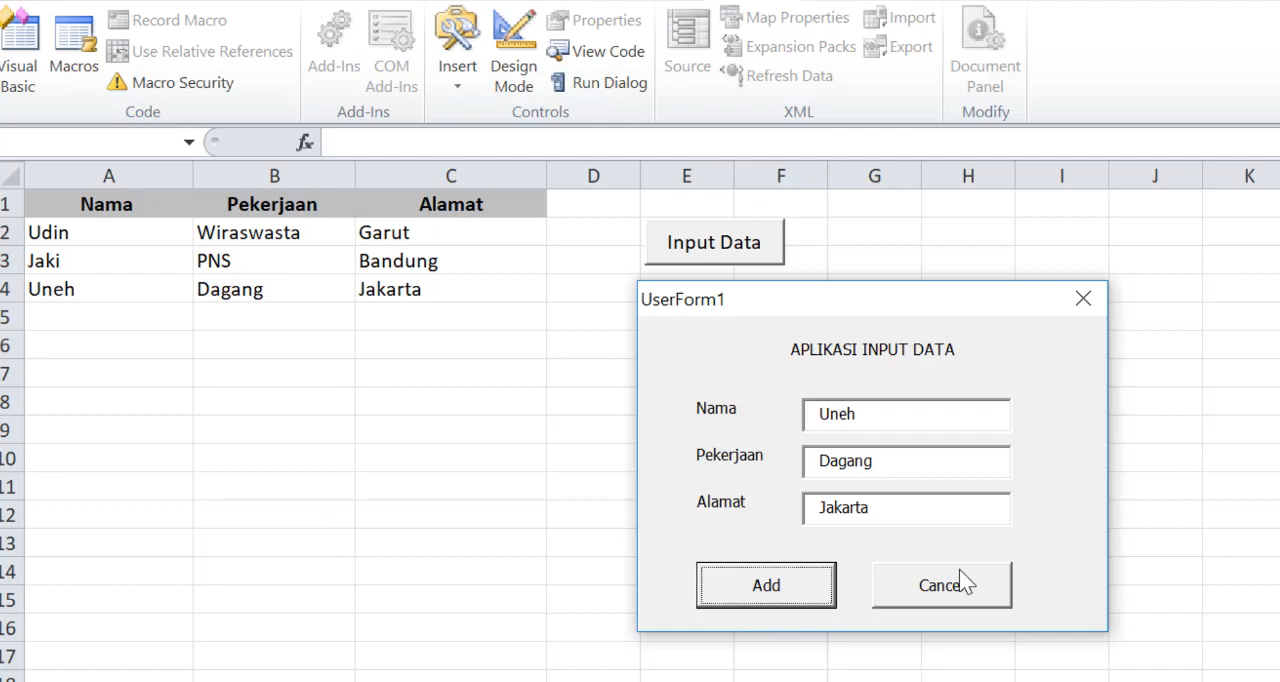 Visual Basic
Macros
Record Macro
Use Relative References
Macro Security
Code
Add-Ins
COM Add-Ins
Add-Ins
Insert
Design Mode
Properties
View Code
Run Dialog
Controls
Source
Map Properties
Expansion Packs
Refresh Data
Import
Export
XML
Document Panel
Modify
fx
A B C D E F G H I J K
1 Nama Pekerjaan Alamat
2 Udin Wiraswasta Garut
3 Jaki PNS Bandung
4 Uneh Dagang Jakarta
5
6
7
8
9
10
11
12
13
14
15
16
17
Input Data
UserForm1
APLIKASI INPUT DATA
Nama Uneh
Pekerjaan Dagang
Alamat Jakarta
Add Cancel